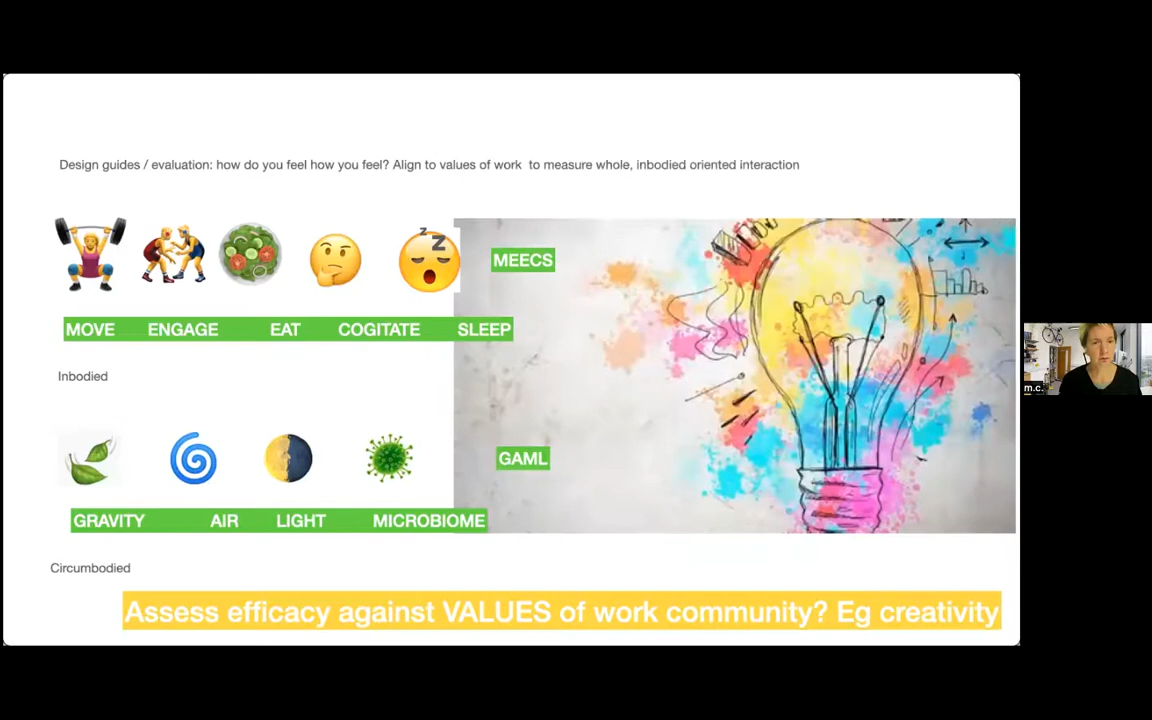 Design guides / evaluation: how do you feel how you feel? Align to values of work to measure whole, inbodied oriented interaction
MEECS
MOVE ENGAGE EAT COGITATE SLEEP
Inbodied
m.c.
GAML
GRAVITY AIR LIGHT MICROBIOME
Circumbodied
Assess efficacy against VALUES of work community? Eg creativity